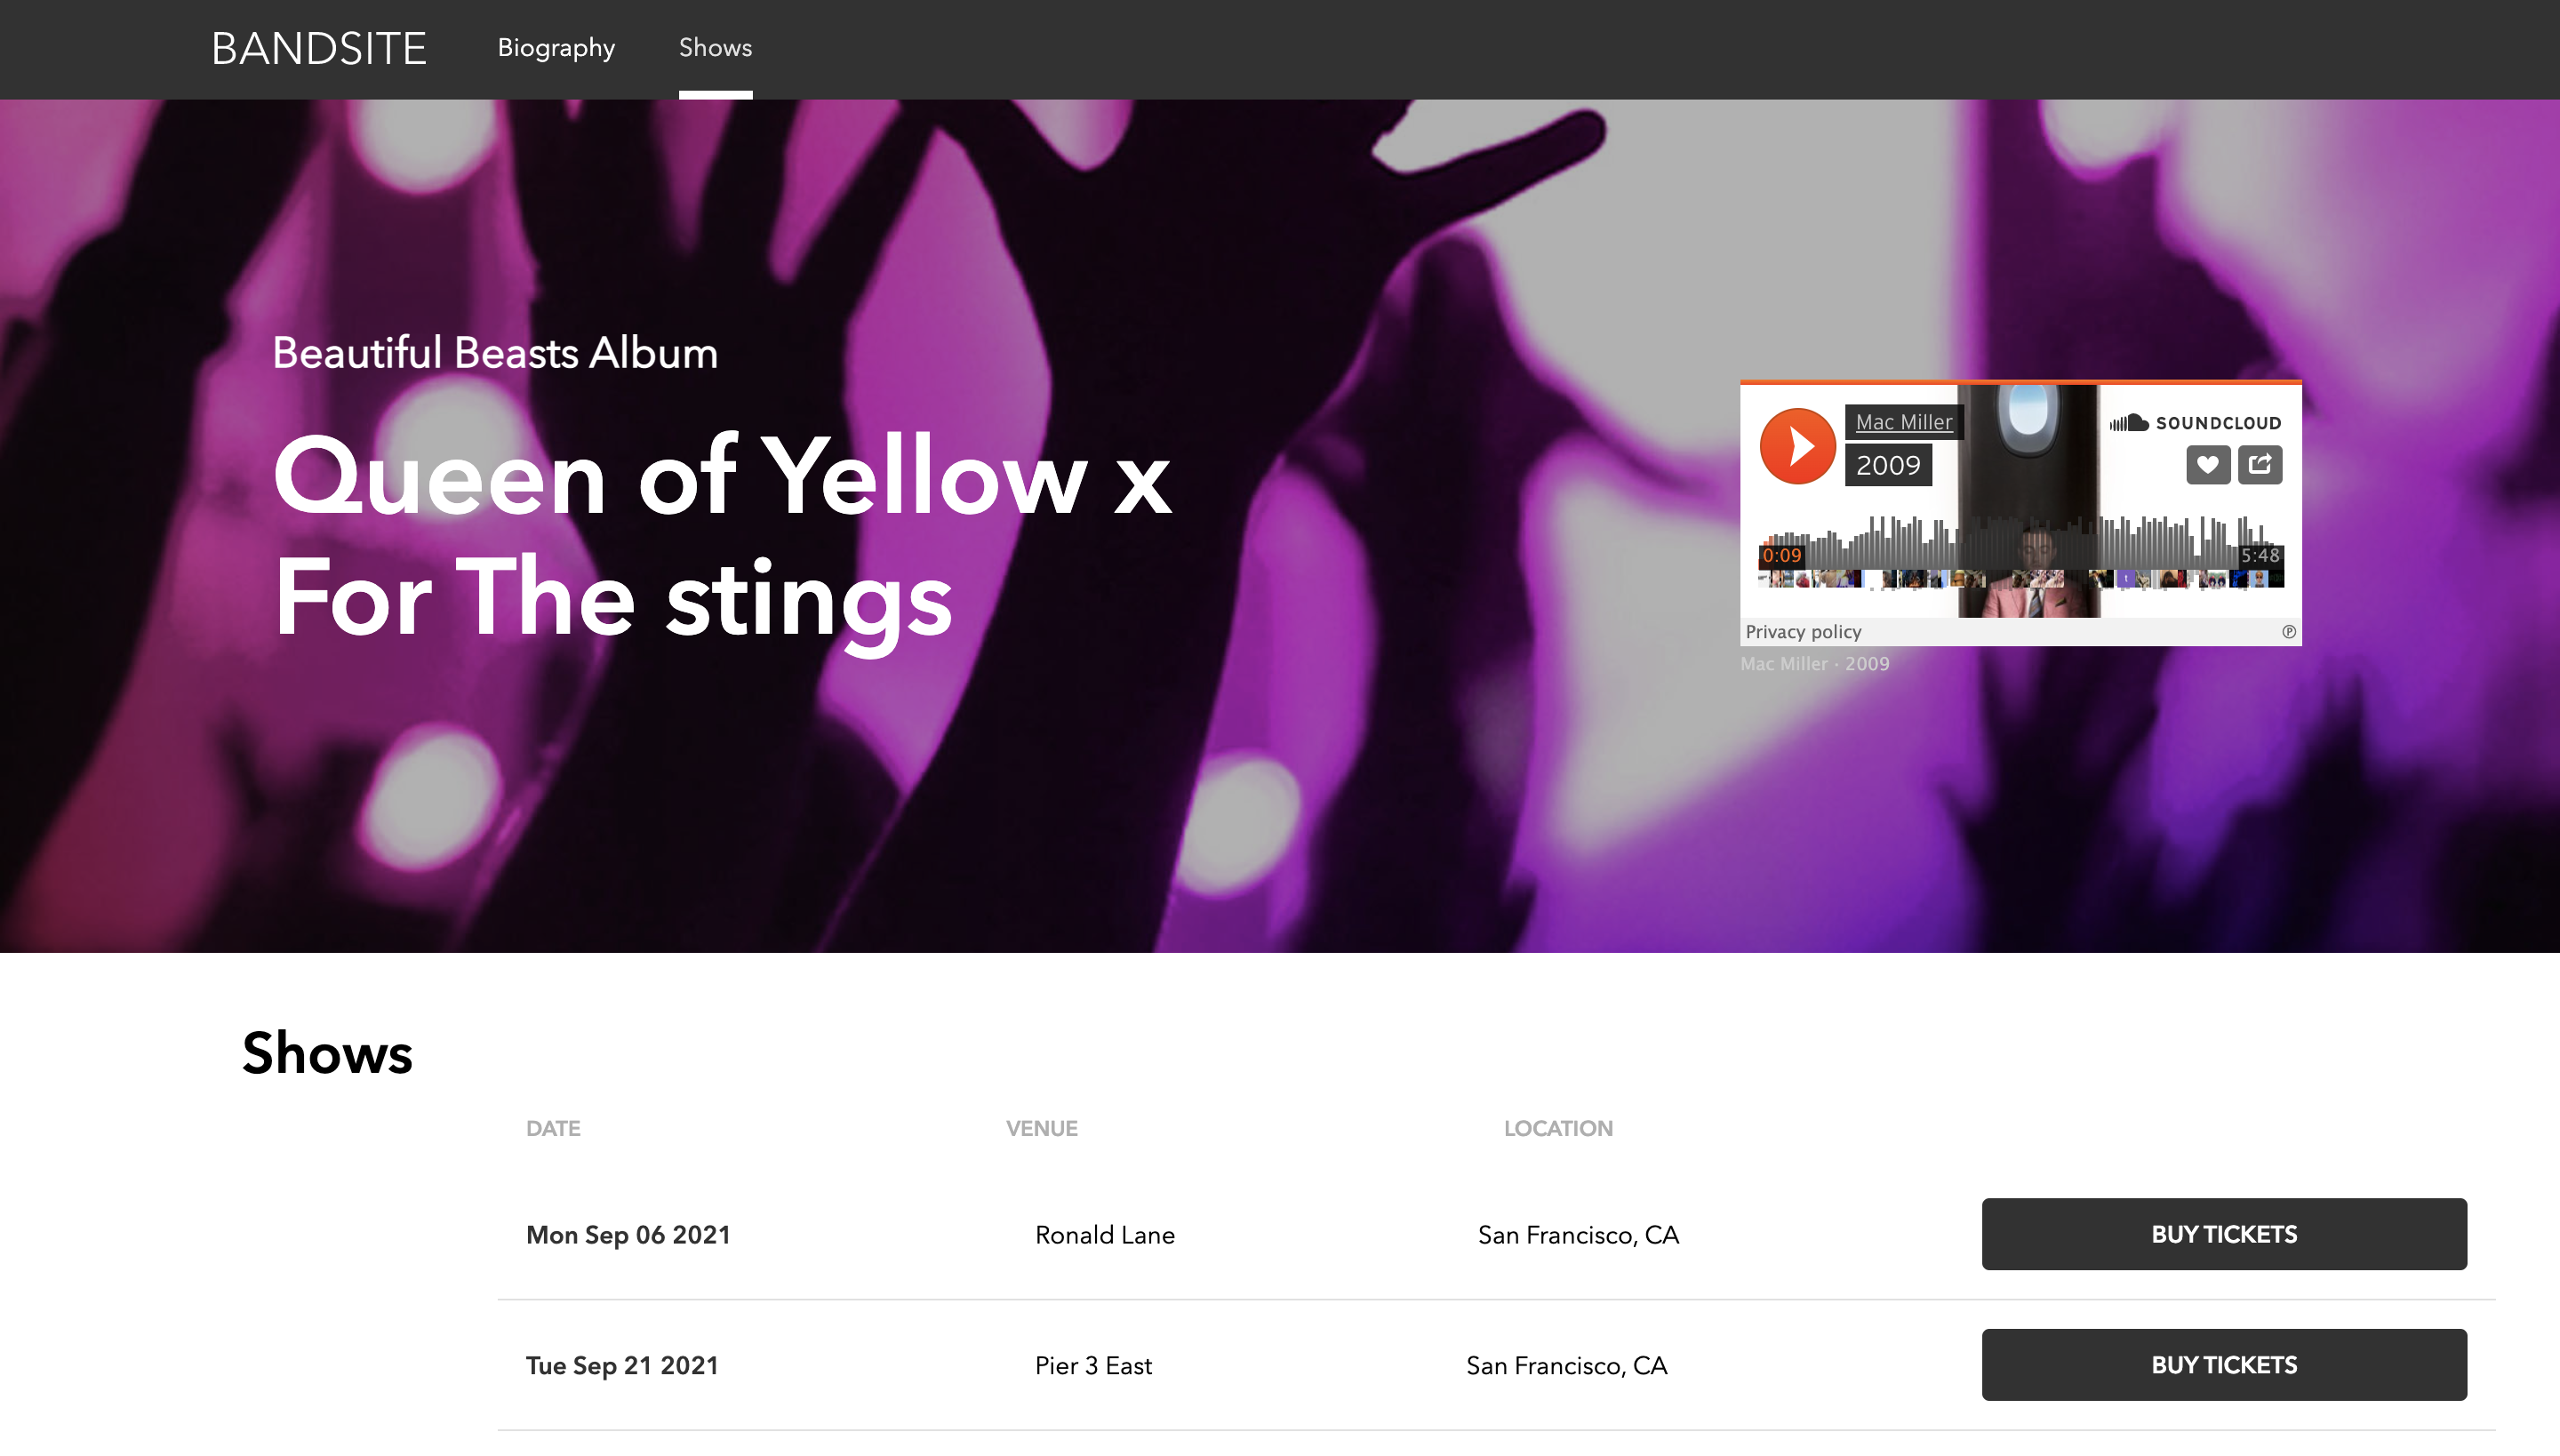 BANDSITE Biography Shows
Beautiful Beasts Album
Queen of Yellow x
For The stings
Mac Miller
2009
SOUNDCLOUD
0:09 5:48
Privacy policy ℗
Mac Miller · 2009
Shows
DATE VENUE LOCATION
Mon Sep 06 2021 Ronald Lane San Francisco, CA BUY TICKETS
Tue Sep 21 2021 Pier 3 East San Francisco, CA BUY TICKETS